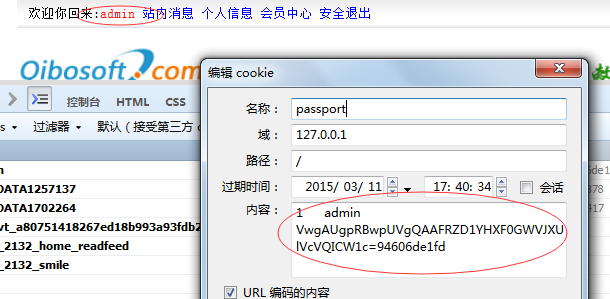 欢迎你回来:admin 站内消息 个人信息 会员中心 安全退出
Qibosoft.com
编辑 cookie
控制台 HTML CSS
过滤器 默认（接受第三方 c
名称： passport
域： 127.0.0.1
路径： /
过期时间： 2015/ 03/ 11 17: 40: 34 会话
DATA1257137
DATA1702264
内容： 1 admin
VwgAUgpRBwpUVgQAAFRZD1YHXF0GWVJXU
lVcVQICW1c=94606de1fd
vt_a80751418267ed18b993a93fdb2
_2132_home_readfeed
_2132_smile
URL 编码的内容